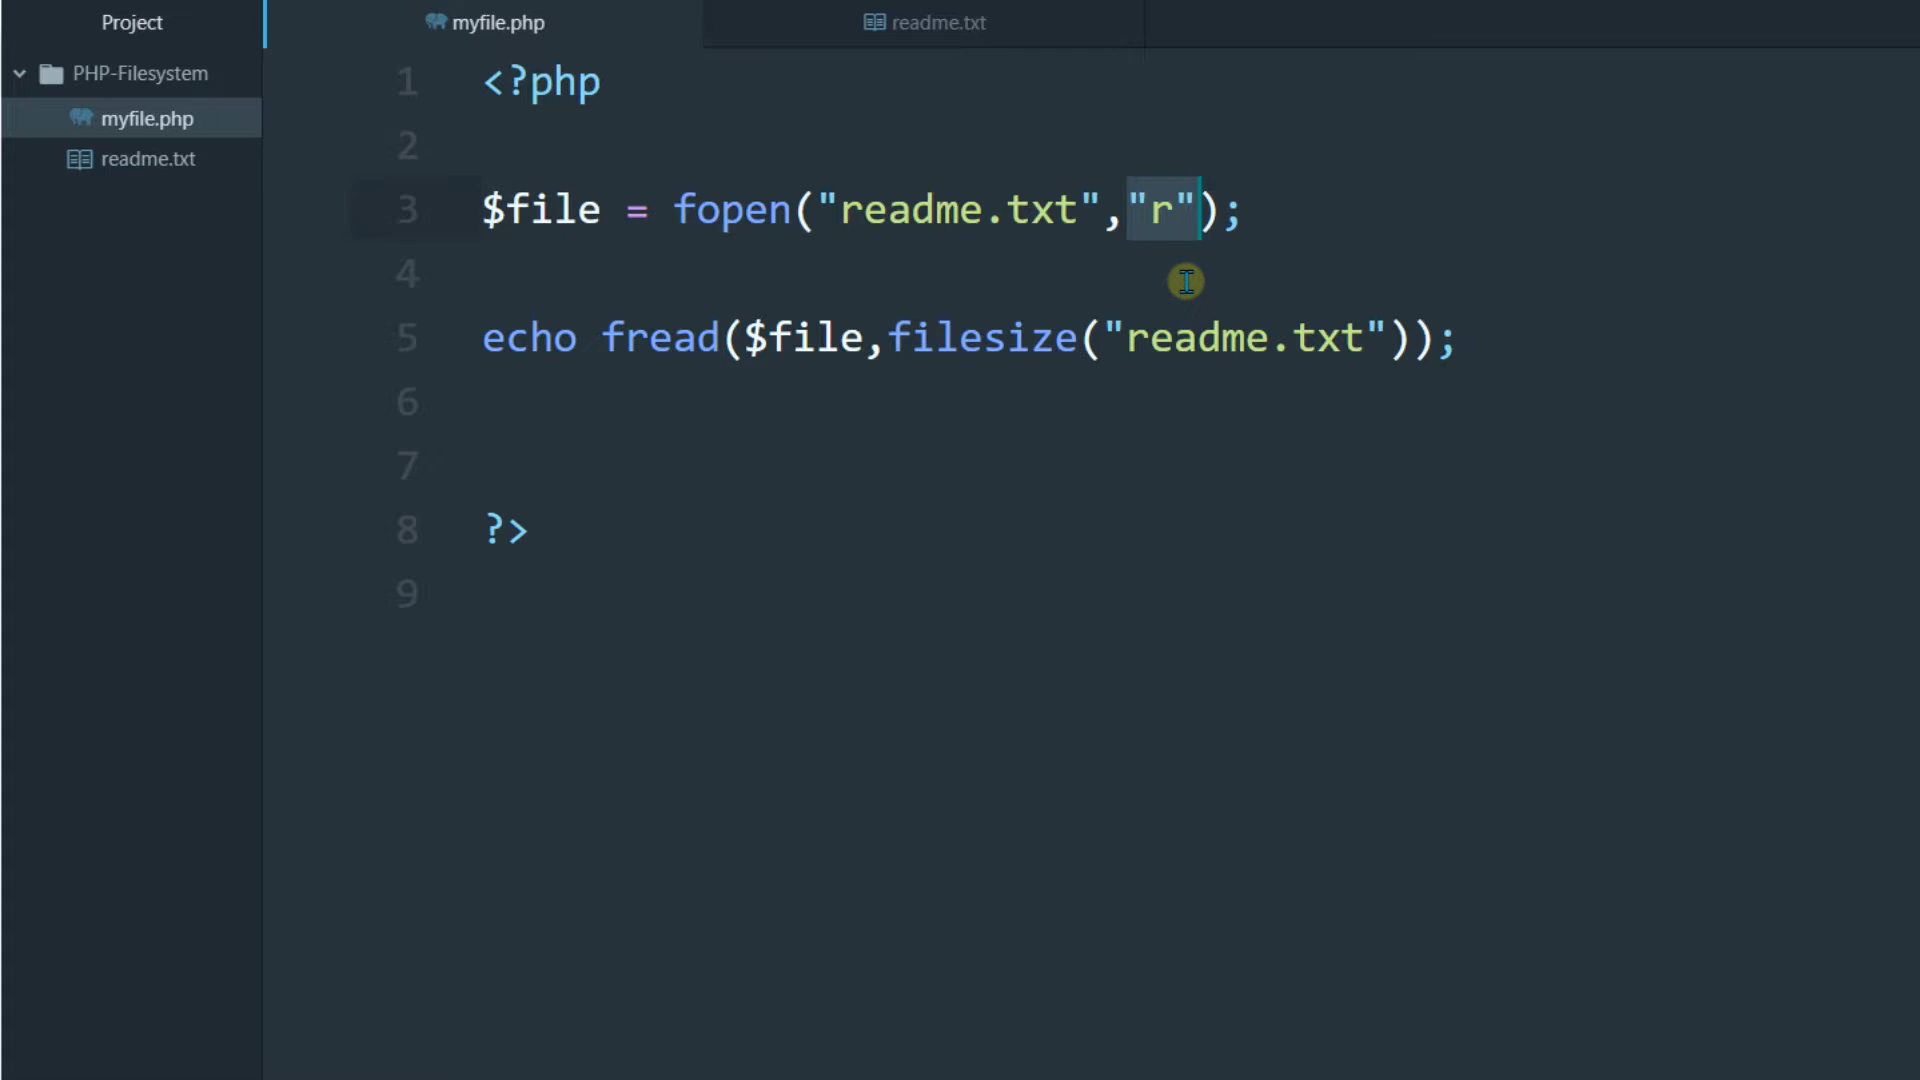 Project
myfile.php
readme.txt
PHP-Filesystem
myfile.php
readme.txt
1 <?php
2
3 $file = fopen("readme.txt","r");
4
5 echo fread($file,filesize("readme.txt"));
6
7
8 ?>
9